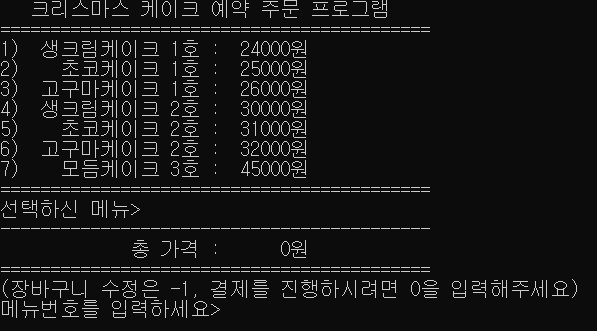 크리스마스 케이크 예약 주문 프로그램
===========================================
1)  생크림케이크 1호 :  24000원
2)    초코케이크 1호 :  25000원
3)  고구마케이크 1호 :  26000원
4)  생크림케이크 2호 :  30000원
5)    초코케이크 2호 :  31000원
6)  고구마케이크 2호 :  32000원
7)    모듬케이크 3호 :  45000원
===========================================
선택하신 메뉴>
-------------------------------------------
총 가격 :      0원
===========================================
(장바구니 수정은 -1, 결제를 진행하시려면 0을 입력해주세요)
메뉴번호를 입력하세요>